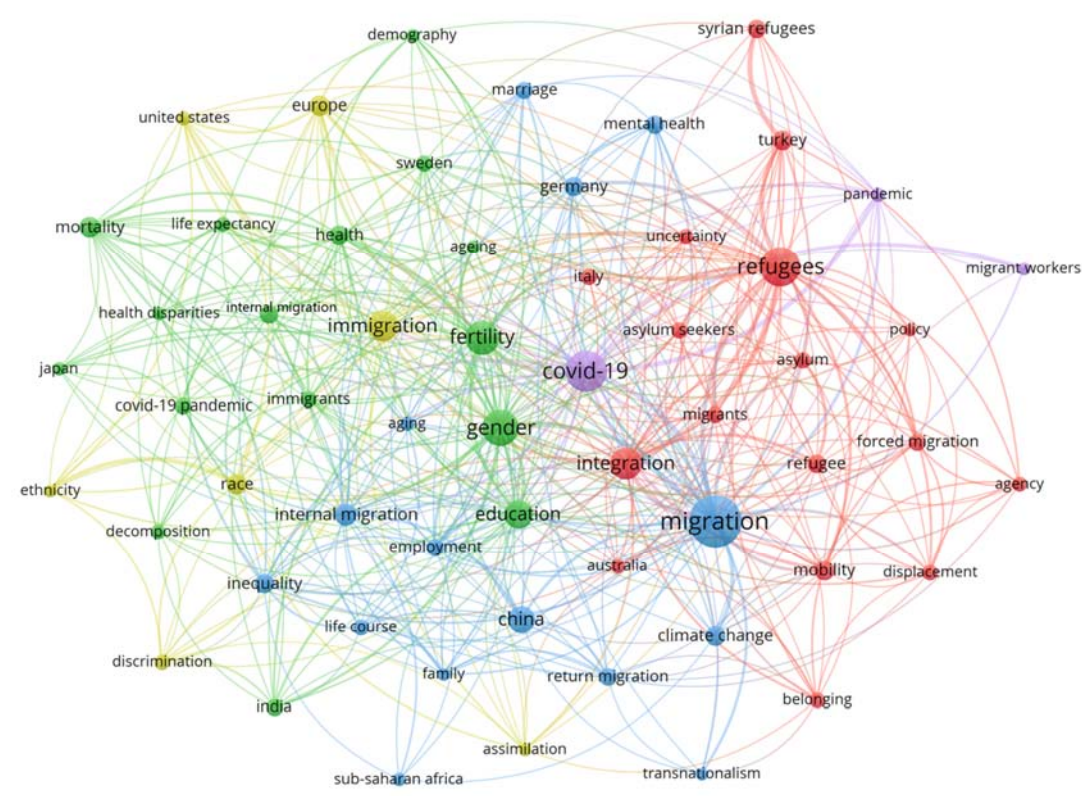 syrian refugees
demography
marriage
europe
united states
mental health
turkey
sweden
germany
pandemic
mortality
life expectancy
health
ageing
uncertainty
refugees
migrant workers
italy
health disparities
internal migration
immigration
fertility
asylum seekers
policy
japan
covid-19
asylum
covid-19 pandemic
immigrants
aging
gender
migrants
forced migration
integration
refugee
ethnicity
race
agency
internal migration
education
migration
decomposition
employment
australia
mobility
displacement
inequality
life course
china
climate change
discrimination
family
return migration
india
belonging
assimilation
sub-saharan africa
transnationalism